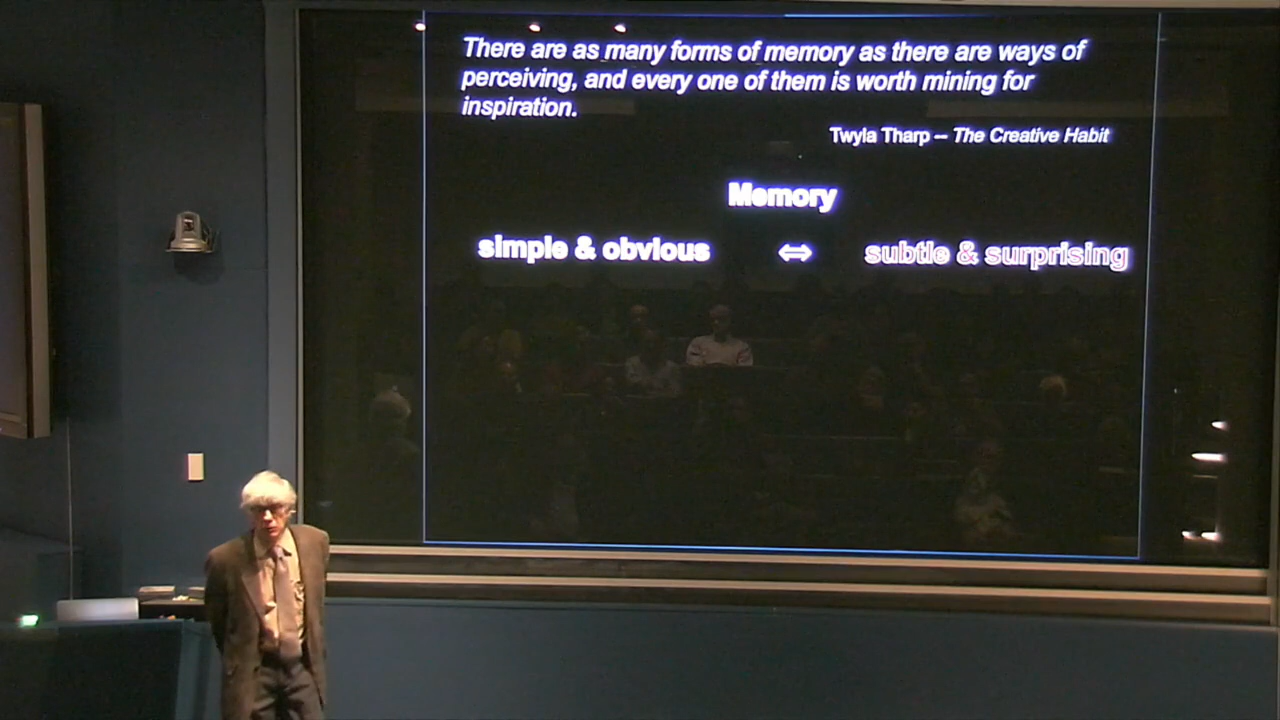 There are as many forms of memory as there are ways of
perceiving, and every one of them is worth mining for
inspiration.
Twyla Tharp -- The Creative Habit
Memory
simple & obvious ⇔ subtle & surprising